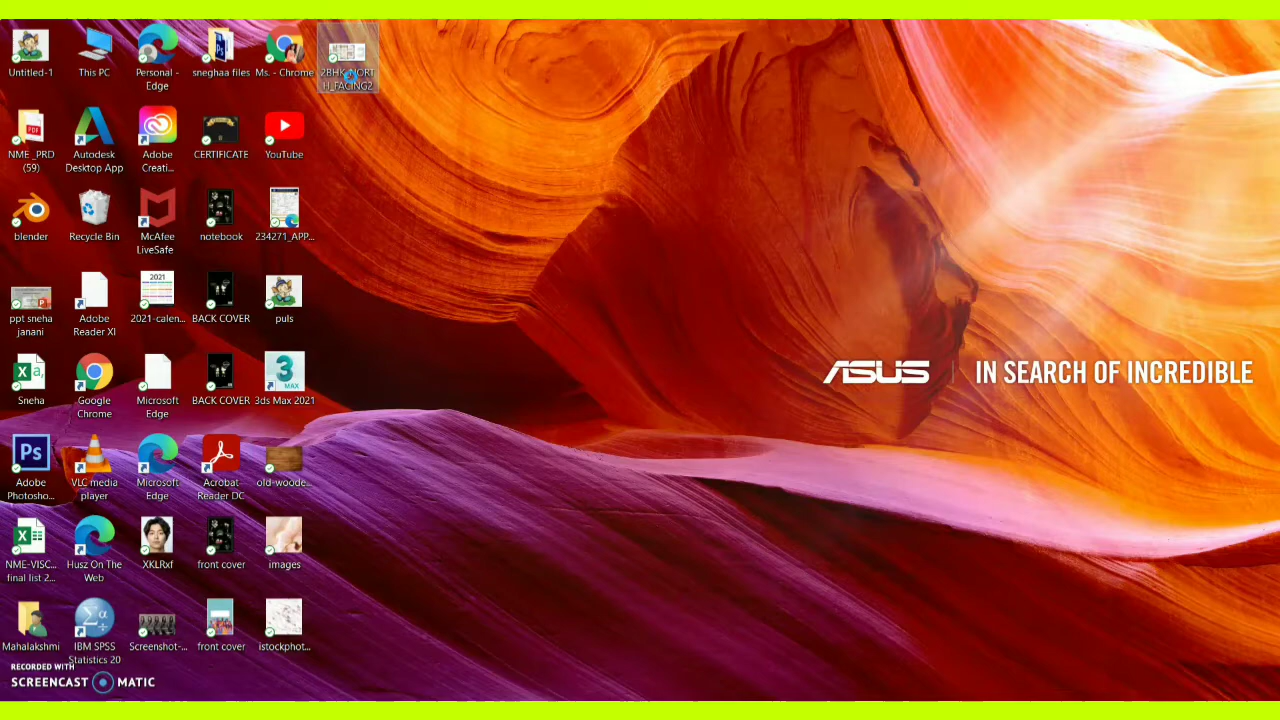 Untitled-1
This PC
Personal -
Edge
sneghaa files
Ms. - Chrome
2BHK_NORT
H_FACING2
NME _PRD
(59)
Autodesk
Desktop App
Adobe
Creati...
CERTIFICATE
YouTube
blender
Recycle Bin
McAfee
LiveSafe
notebook
234271_APP...
ppt sneha
janani
Adobe
Reader XI
2021
2021-calen...
BACK COVER
puls
Sneha
Google
Chrome
Microsoft
Edge
BACK COVER
3
MAX
3ds Max 2021
ASUS
IN SEARCH OF INCREDIBLE
Ps
Adobe
Photosho...
VLC media
player
Microsoft
Edge
Acrobat
Reader DC
old-woode...
NME-VISC...
final list 2...
Husz On The
Web
XKLRxf
front cover
images
Mahalakshmi
IBM SPSS
Statistics 20
Screenshot-...
front cover
istockphot...
RECORDED WITH
SCREENCAST MATIC